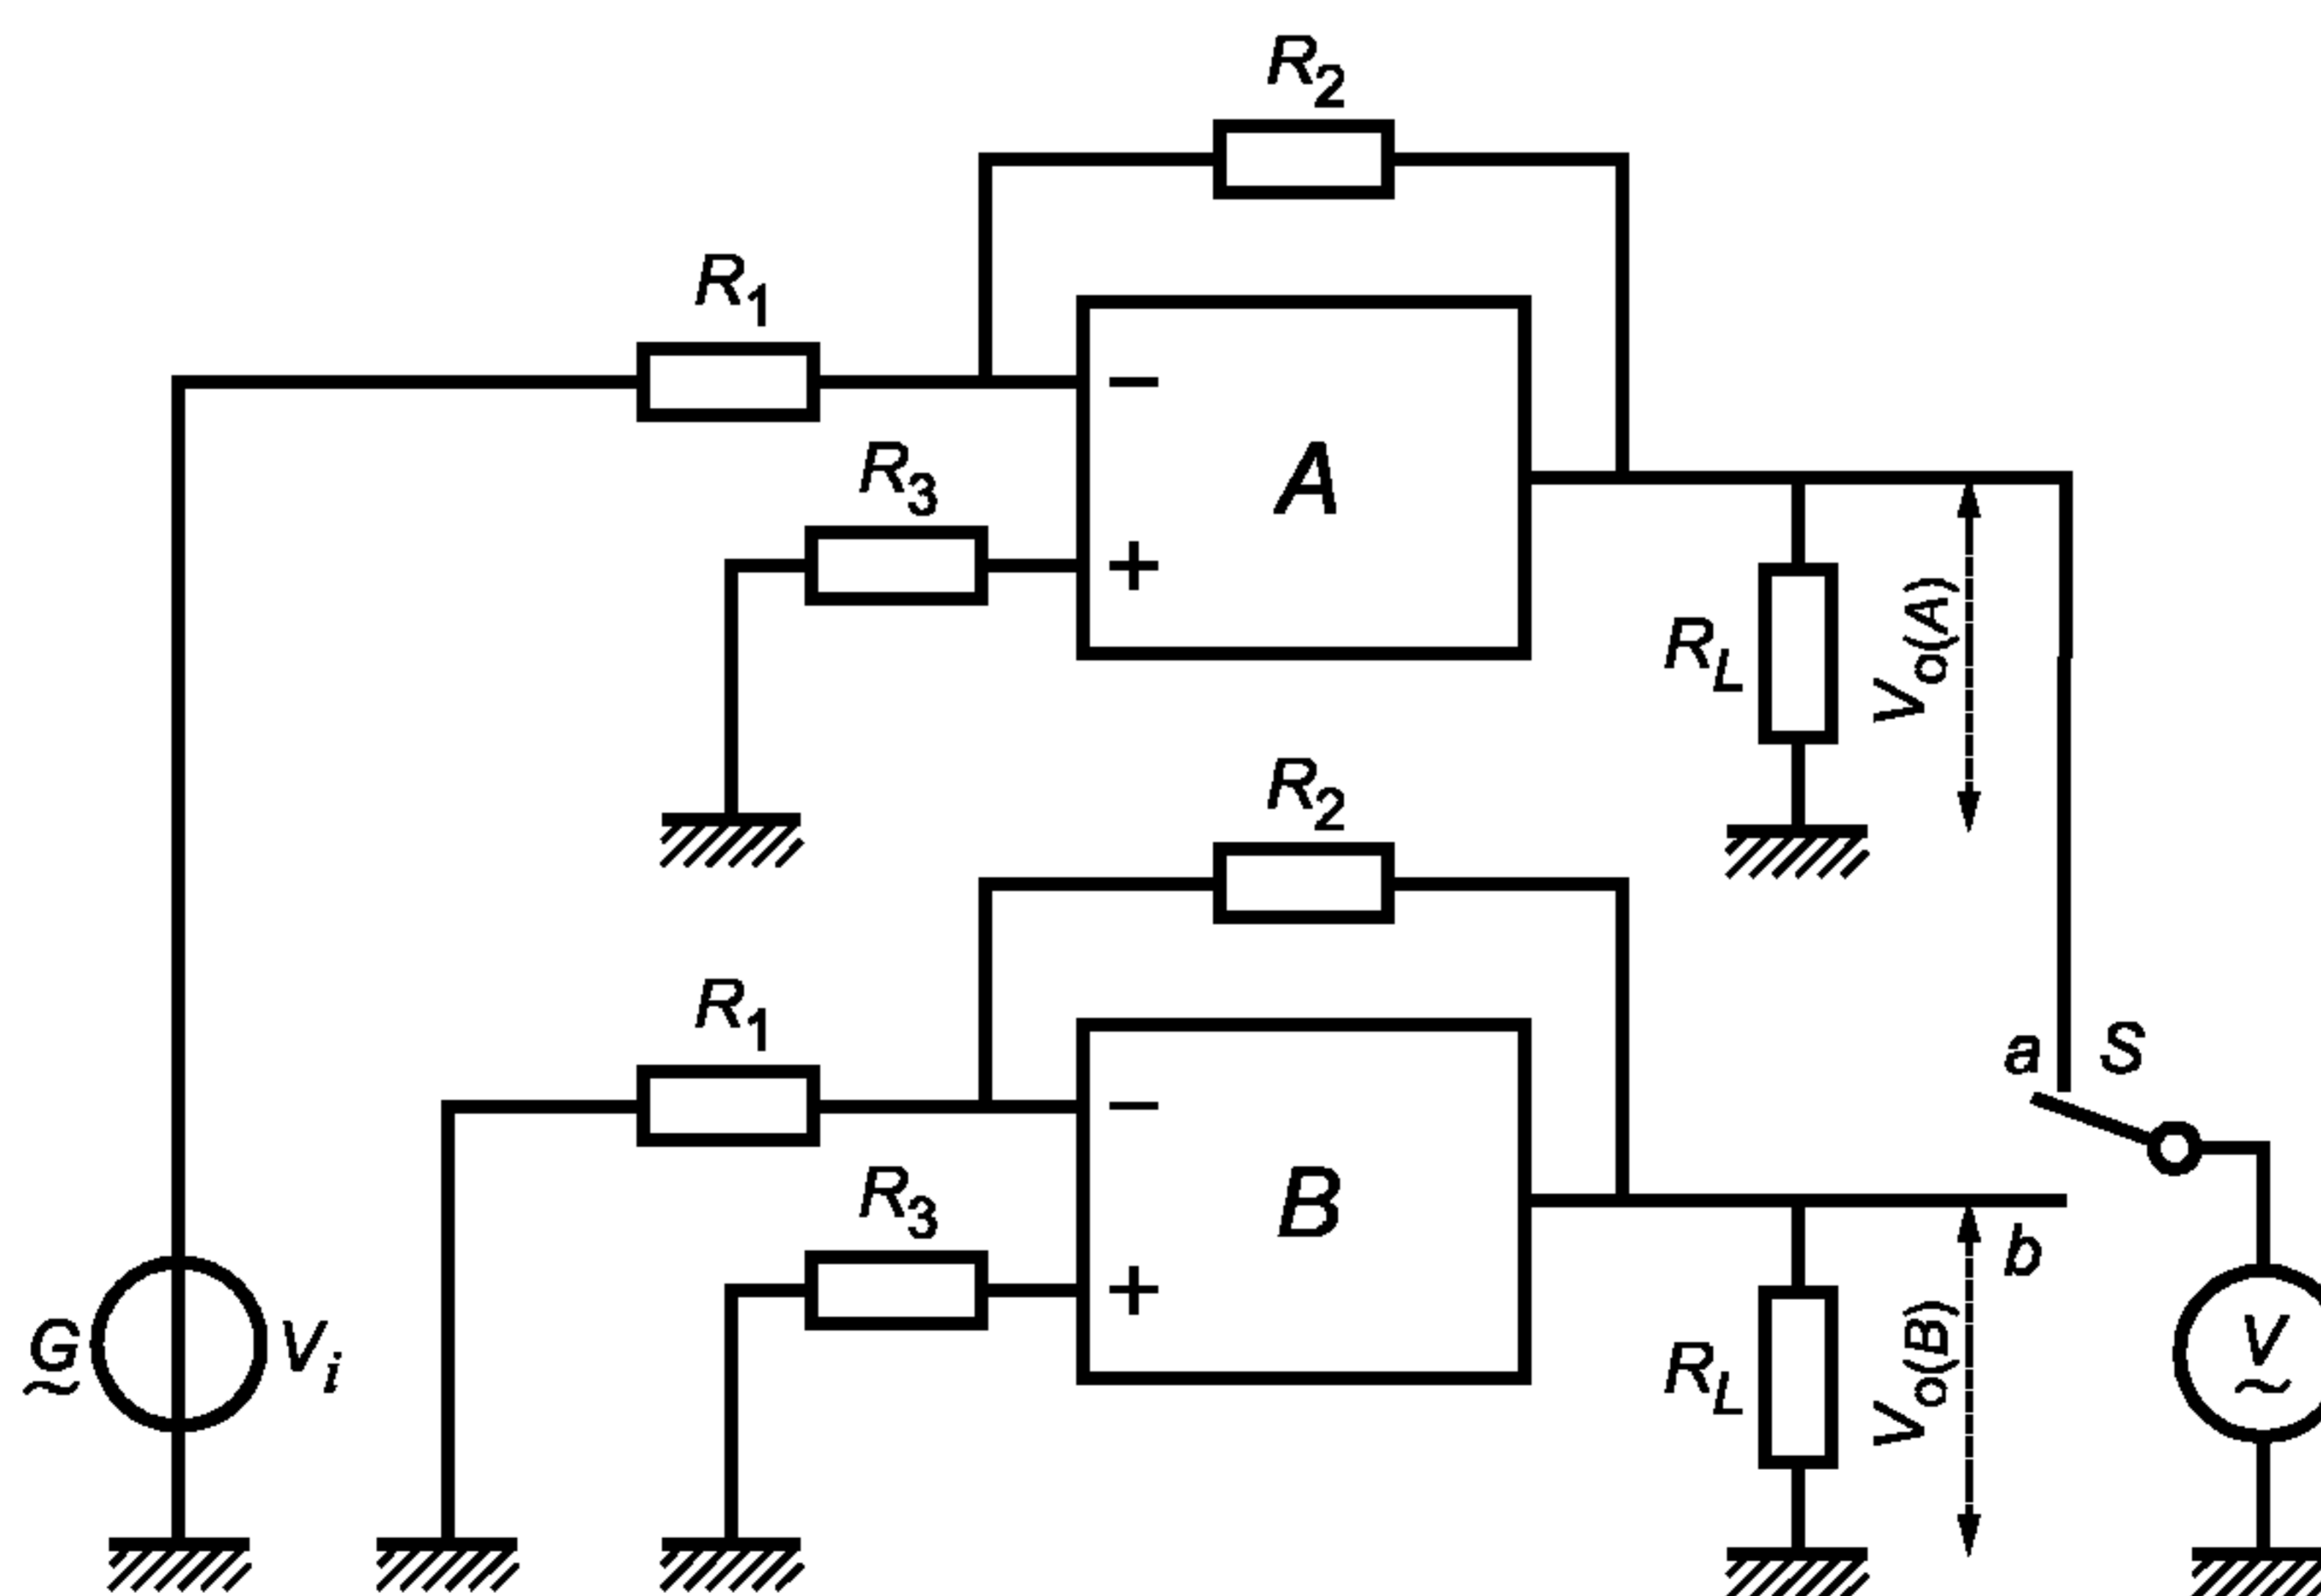 R2
R1
−
R3
A
+
RL
Vo(A)
R2
R1
a S
−
R3
B
+
b
G
~
Vi
RL
Vo(B)
V
~